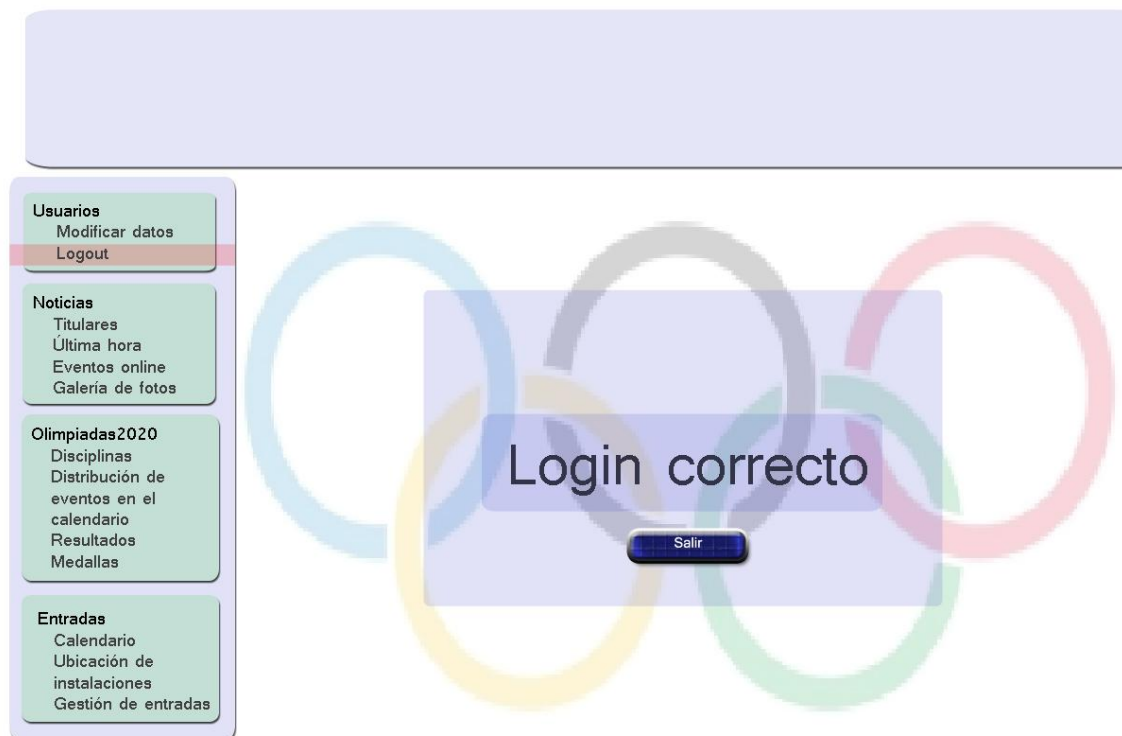 Usuarios
Modificar datos
Logout
Noticias
Titulares
Última hora
Eventos online
Galería de fotos
Olimpiadas2020
Disciplinas
Distribución de
eventos en el
calendario
Resultados
Medallas
Entradas
Calendario
Ubicación de
instalaciones
Gestión de entradas
Login correcto
Salir